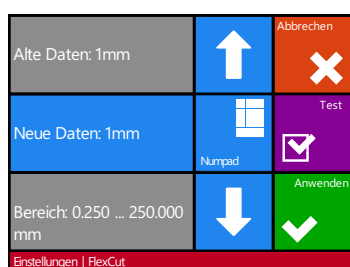 Alte Daten: 1mm
Abbrechen
Neue Daten: 1mm
Numpad
Test
Bereich: 0.250 ... 250.000
mm
Anwenden
Einstellungen | FlexCut